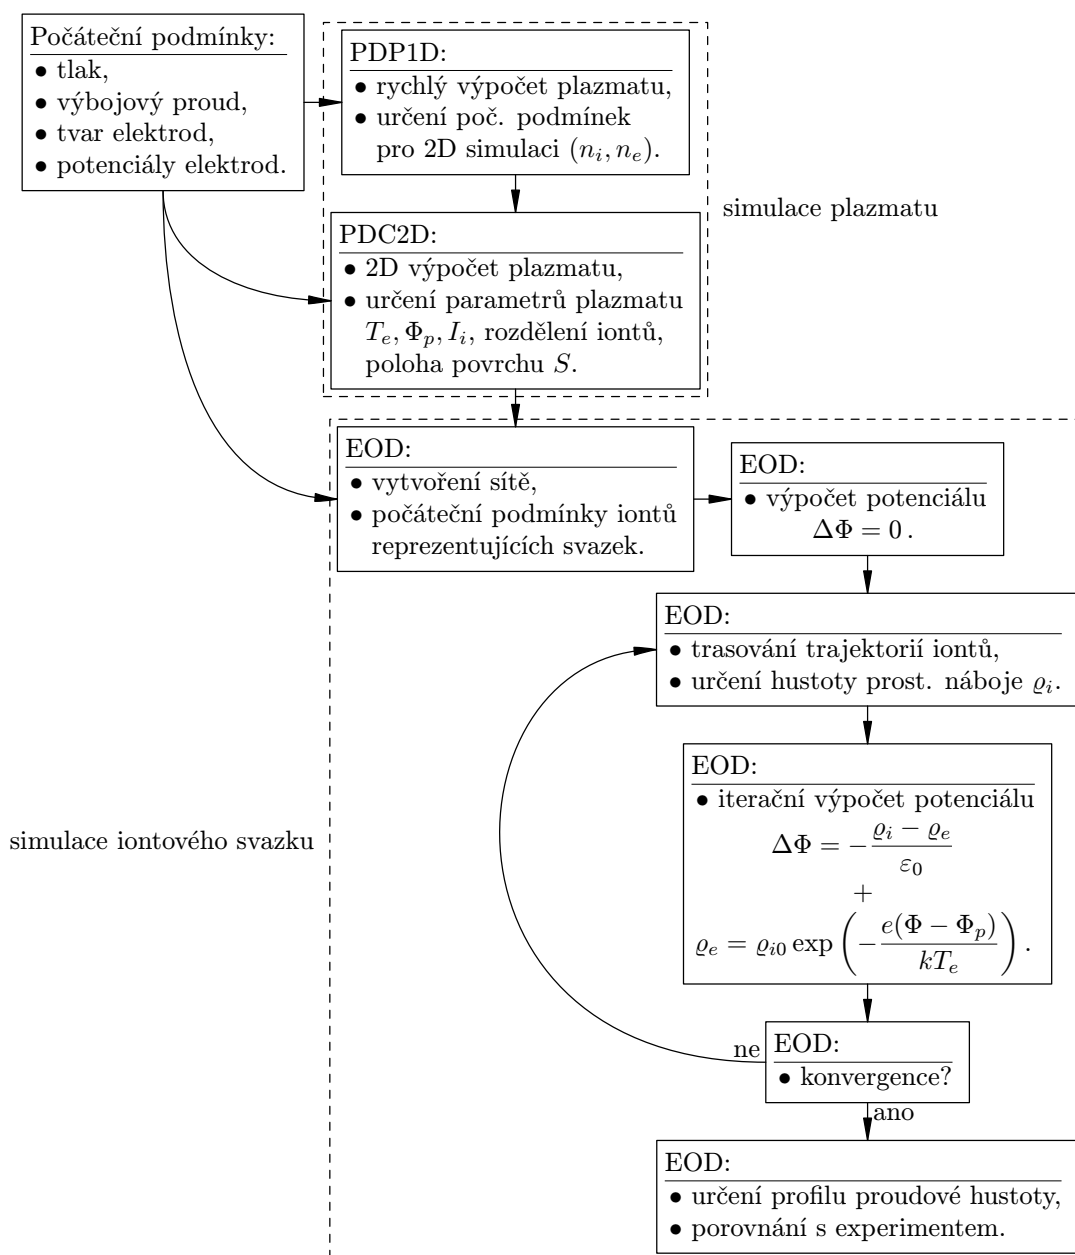 Počáteční podmínky:
• tlak,
• výbojový proud,
• tvar elektrod,
• potenciály elektrod.
PDP1D:
• rychlý výpočet plazmatu,
• určení poč. podmínek
pro 2D simulaci (n_i, n_e).
simulace plazmatu
PDC2D:
• 2D výpočet plazmatu,
• určení parametrů plazmatu
T_e, Φ_p, I_i, rozdělení iontů,
poloha povrchu S.
EOD:
• vytvoření sítě,
• počáteční podmínky iontů
reprezentujících svazek.
EOD:
• výpočet potenciálu
ΔΦ = 0 .
EOD:
• trasování trajektorií iontů,
• určení hustoty prost. náboje ϱ_i.
simulace iontového svazku
EOD:
• iterační výpočet potenciálu
ΔΦ = −(ϱ_i − ϱ_e)/ε_0
+
ϱ_e = ϱ_{i0} exp (−e(Φ − Φ_p)/kT_e) .
ne
EOD:
• konvergence?
ano
EOD:
• určení profilu proudové hustoty,
• porovnání s experimentem.